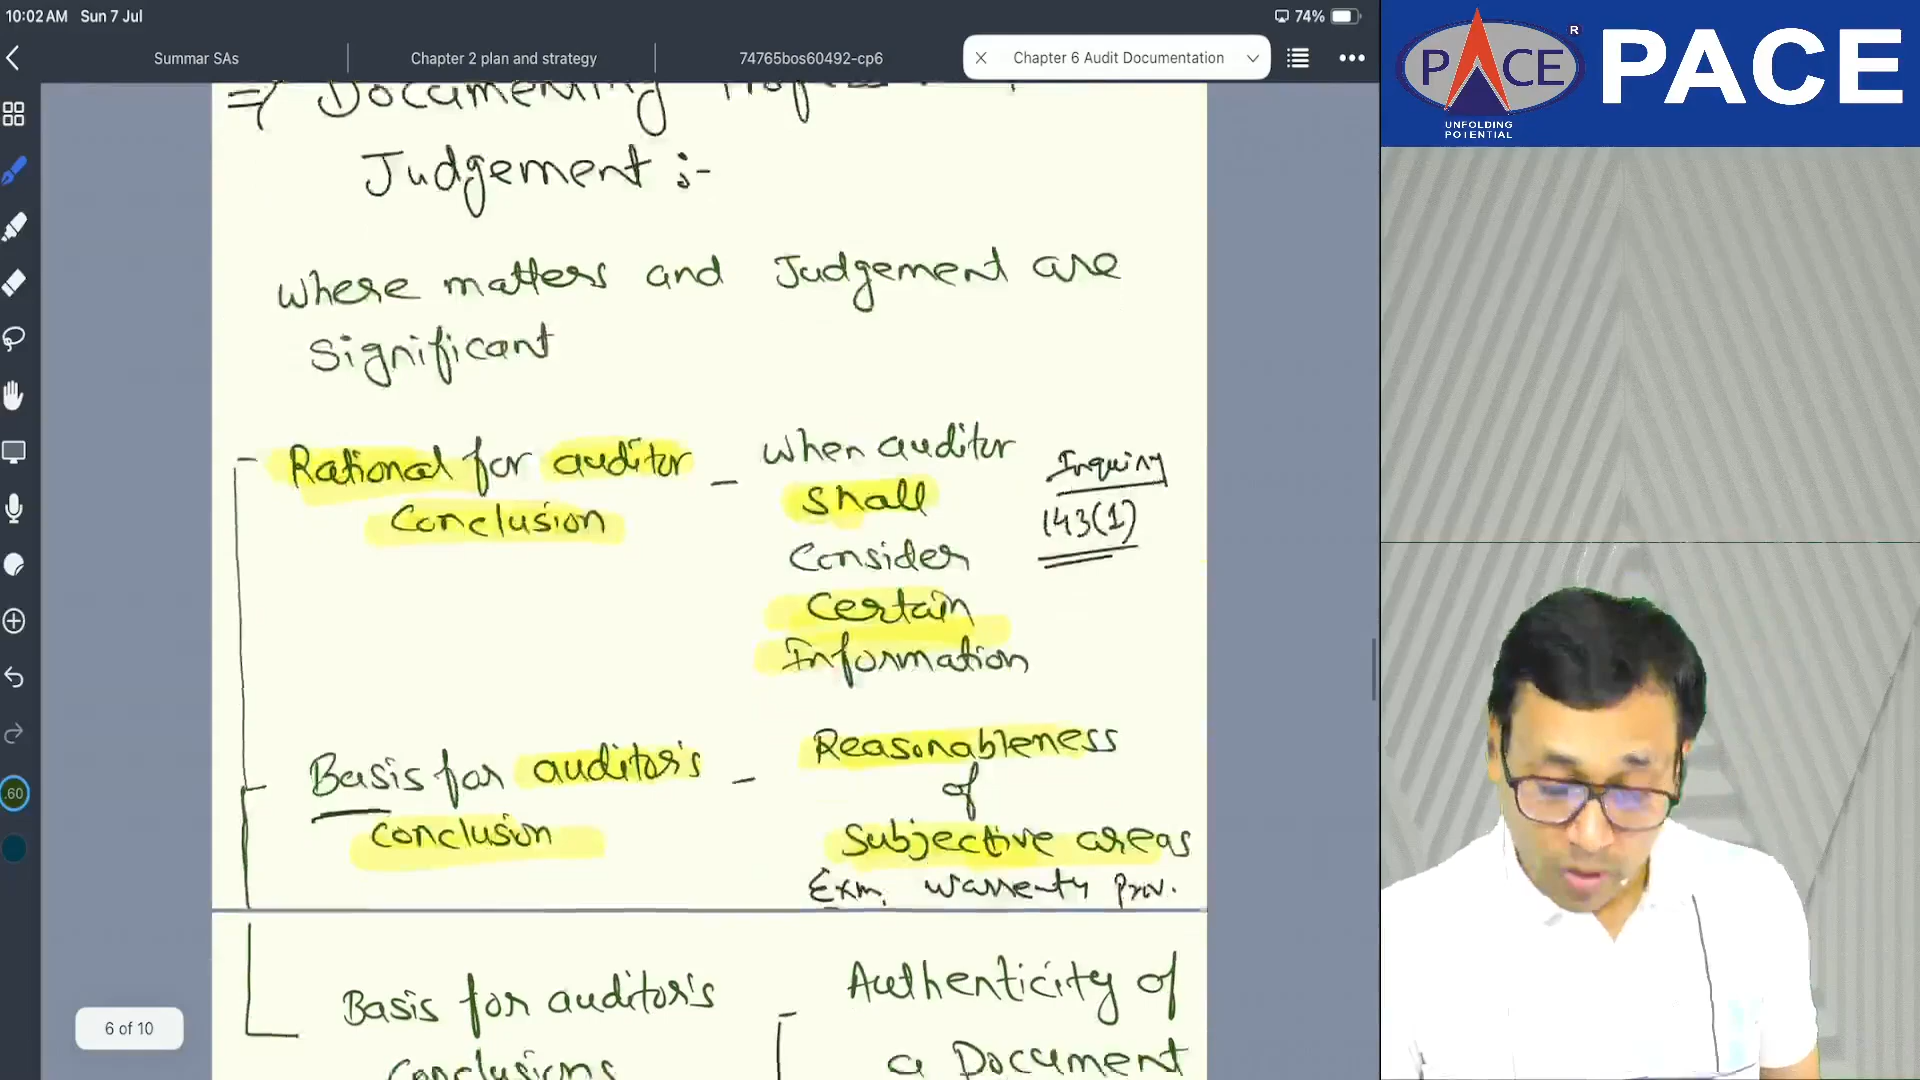 10:02 AM Sun 7 Jul
74%
Summar SAs
Chapter 2 plan and strategy
74765bos60492-cp6
Chapter 6 Audit Documentation
PACE
®
UNFOLDING
POTENTIAL
PACE
⇒ Documenting
Judgement :-
where matters and Judgement are
significant
Rational for auditor
Conclusion
- when auditor
shall
Consider
Certain
Information
Inquiry
143(1)
Basis for auditor's
conclusion
- Reasonableness
of
Subjective areas
Exm. warrenty Prov.
Basis for auditor's
conclusions
Authenticity of
a Document
6 of 10
.60